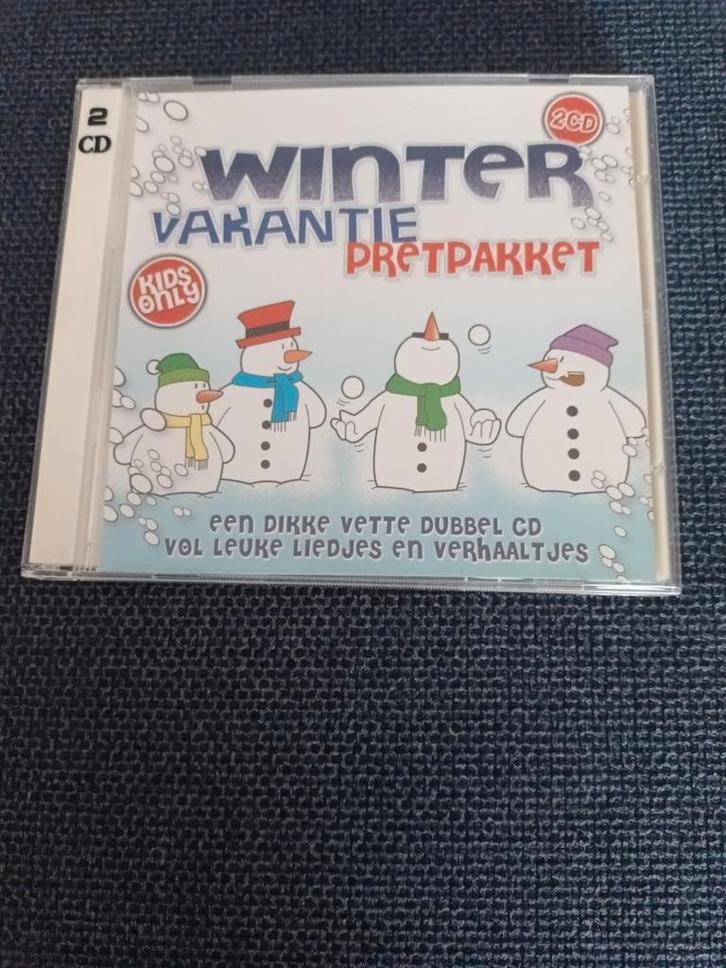 2
CD
2CD
WINTER
VAKANTIE
PRETPAKKET
KIDS
ONLY
EEN DIKKE VETTE DUBBEL CD
VOL LEUKE LIEDJES EN VERHAALTJES